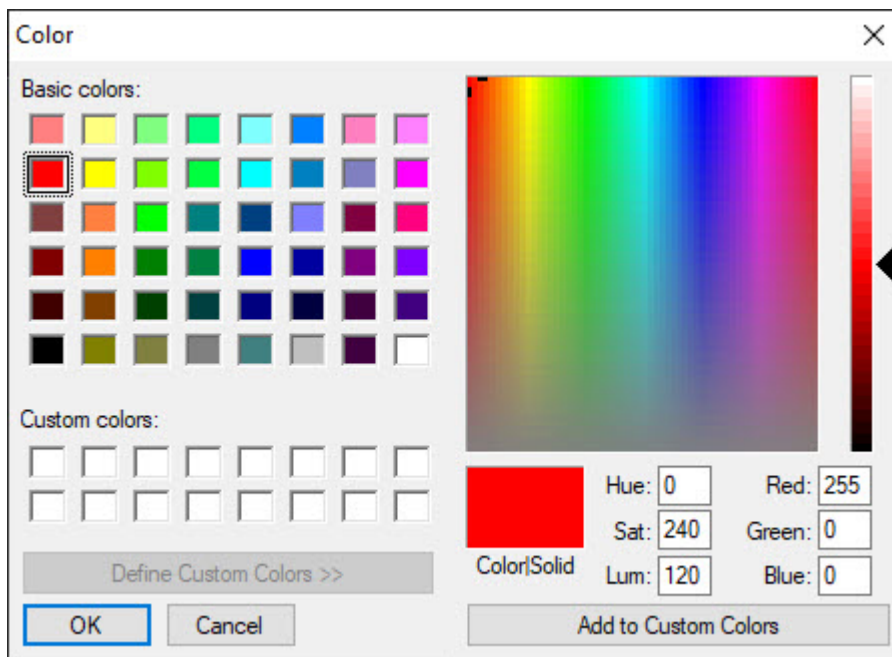 Color
Basic colors:
Custom colors:
Define Custom Colors >>
OK Cancel
Color|Solid
Hue: 0 Red: 255
Sat: 240 Green: 0
Lum: 120 Blue: 0
Add to Custom Colors